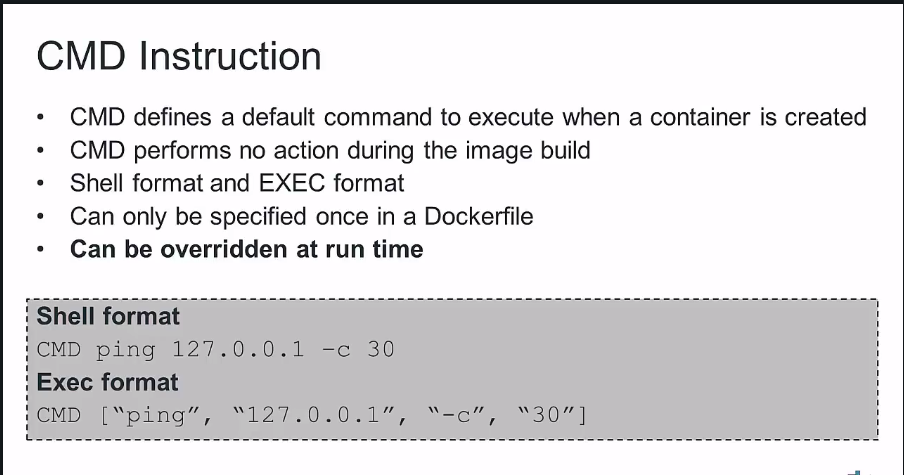 CMD Instruction
• CMD defines a default command to execute when a container is created
• CMD performs no action during the image build
• Shell format and EXEC format
• Can only be specified once in a Dockerfile
• Can be overridden at run time
Shell format
CMD ping 127.0.0.1 –c 30
Exec format
CMD [“ping”, “127.0.0.1”, “-c”, “30”]